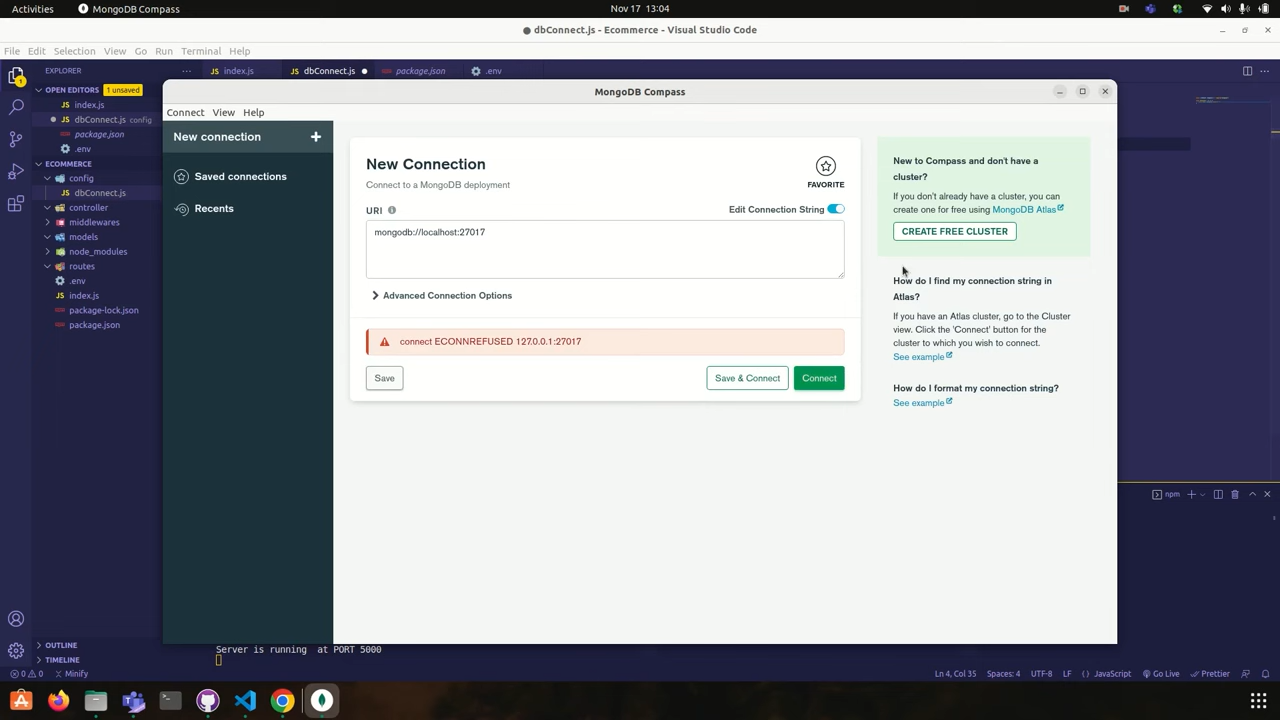 Activities
MongoDB Compass
Nov 17 13:04
dbConnect.js - Ecommerce - Visual Studio Code
File Edit Selection View Go Run Terminal Help
EXPLORER
index.js
dbConnect.js
package.json
.env
OPEN EDITORS
1 unsaved
index.js
dbConnect.js config
package.json
.env
ECOMMERCE
config
dbConnect.js
controller
middlewares
models
node_modules
routes
.env
index.js
package-lock.json
package.json
OUTLINE
TIMELINE
MongoDB Compass
Connect View Help
New connection
Saved connections
Recents
New Connection
Connect to a MongoDB deployment
FAVORITE
URI
Edit Connection String
mongodb://localhost:27017
Advanced Connection Options
connect ECONNREFUSED 127.0.0.1:27017
Save
Save & Connect
Connect
New to Compass and don't have a
cluster?
If you don't already have a cluster, you can
create one for free using MongoDB Atlas
CREATE FREE CLUSTER
How do I find my connection string in
Atlas?
If you have an Atlas cluster, go to the Cluster
view. Click the 'Connect' button for the
cluster to which you wish to connect.
See example
How do I format my connection string?
See example
npm
Server is running at PORT 5000
0 0 Minify
Ln 4, Col 35 Spaces: 4 UTF-8 LF JavaScript Go Live Prettier